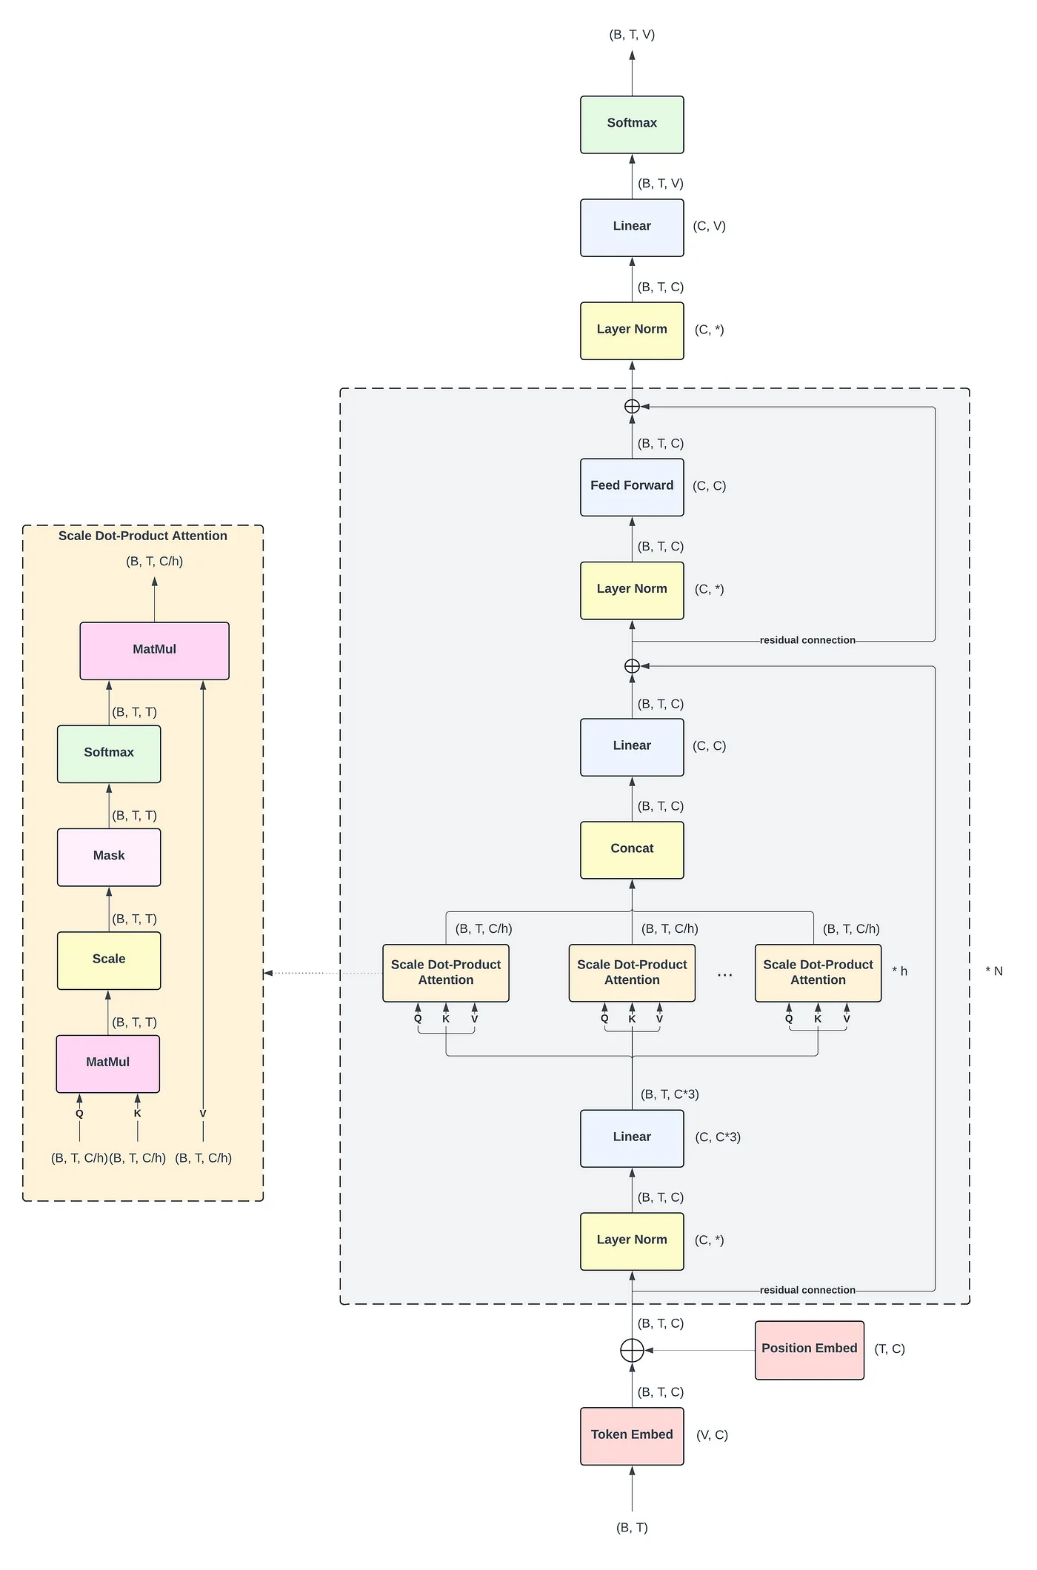 (B, T, V)
Softmax
(B, T, V)
Linear
(C, V)
(B, T, C)
Layer Norm
(C, *)
(B, T, C)
Feed Forward
(C, C)
(B, T, C)
Layer Norm
(C, *)
residual connection
(B, T, C)
Linear
(C, C)
(B, T, C)
Concat
(B, T, C/h)
(B, T, C/h)
(B, T, C/h)
Scale Dot-Product
Attention
Scale Dot-Product
Attention
...
Scale Dot-Product
Attention
* h
* N
Q K V
Q K V
Q K V
(B, T, C*3)
Linear
(C, C*3)
(B, T, C)
Layer Norm
(C, *)
residual connection
(B, T, C)
Position Embed
(T, C)
(B, T, C)
Token Embed
(V, C)
(B, T)
Scale Dot-Product Attention
(B, T, C/h)
MatMul
(B, T, T)
Softmax
(B, T, T)
Mask
(B, T, T)
Scale
(B, T, T)
MatMul
Q K V
(B, T, C/h) (B, T, C/h) (B, T, C/h)